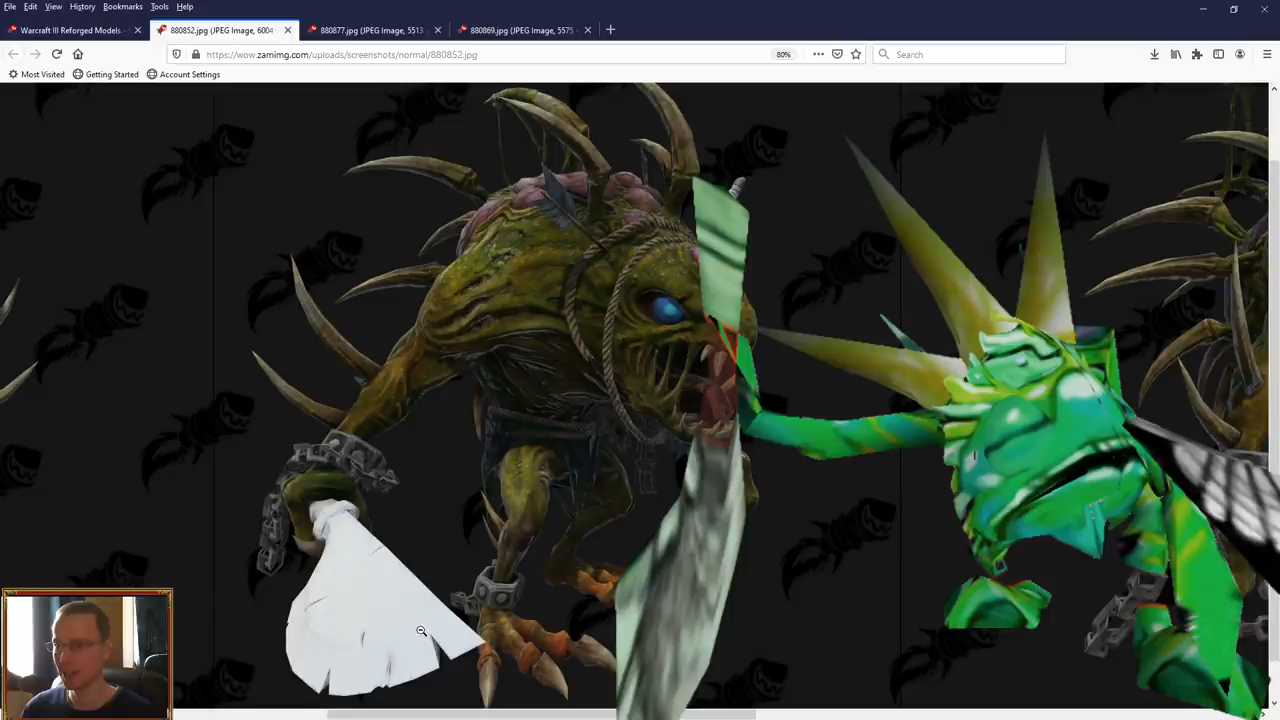 File Edit View History Bookmarks Tools Help
Warcraft III Reforged Models - 880852.jpg (JPEG Image, 6004 880877.jpg (JPEG Image, 5513 880869.jpg (JPEG Image, 5575
https://wow.zamimg.com/uploads/screenshots/normal/880852.jpg 80% Search
Most Visited Getting Started Account Settings